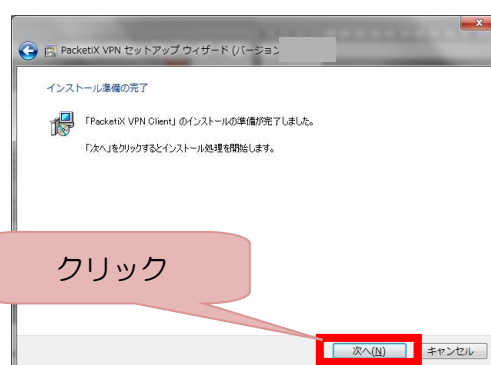 PacketiX VPN セットアップ ウィザード (バージョン
インストール準備の完了
「PacketiX VPN Client」のインストールの準備が完了しました。
「次へ」をクリックするとインストール処理を開始します。
クリック
次へ(N)
キャンセル